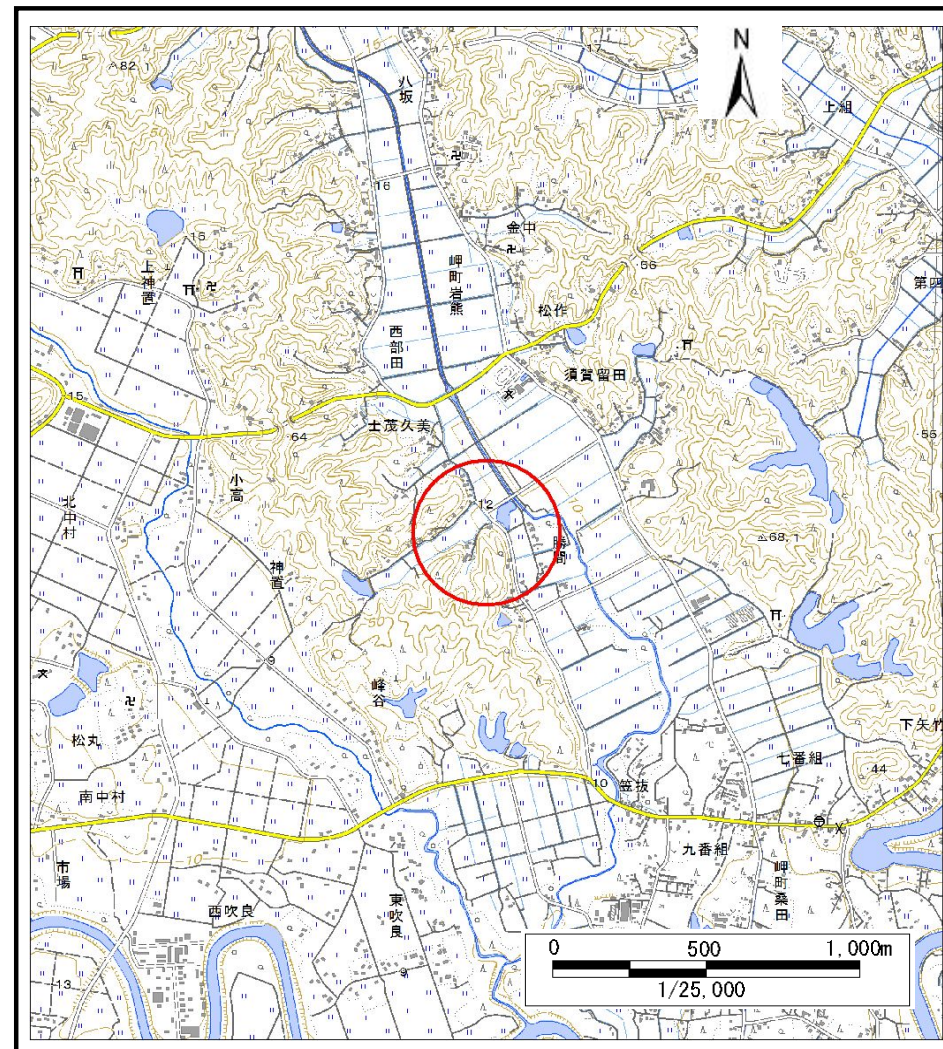 82.1
17
N
八坂
上組
16
金中
15
上神置
岬町岩熊
66
第四
松作
西部田
須賀留田
15
士茂久美
64
55
小高
北中村
12
勝間
68.1
神置
9
峰谷
松丸
下矢竹
七番組
44
南中村
10
笠抜
10
九番組
市場
岬町桑田
西吹良
東吹良
9
13
0 500 1,000m
1/25,000